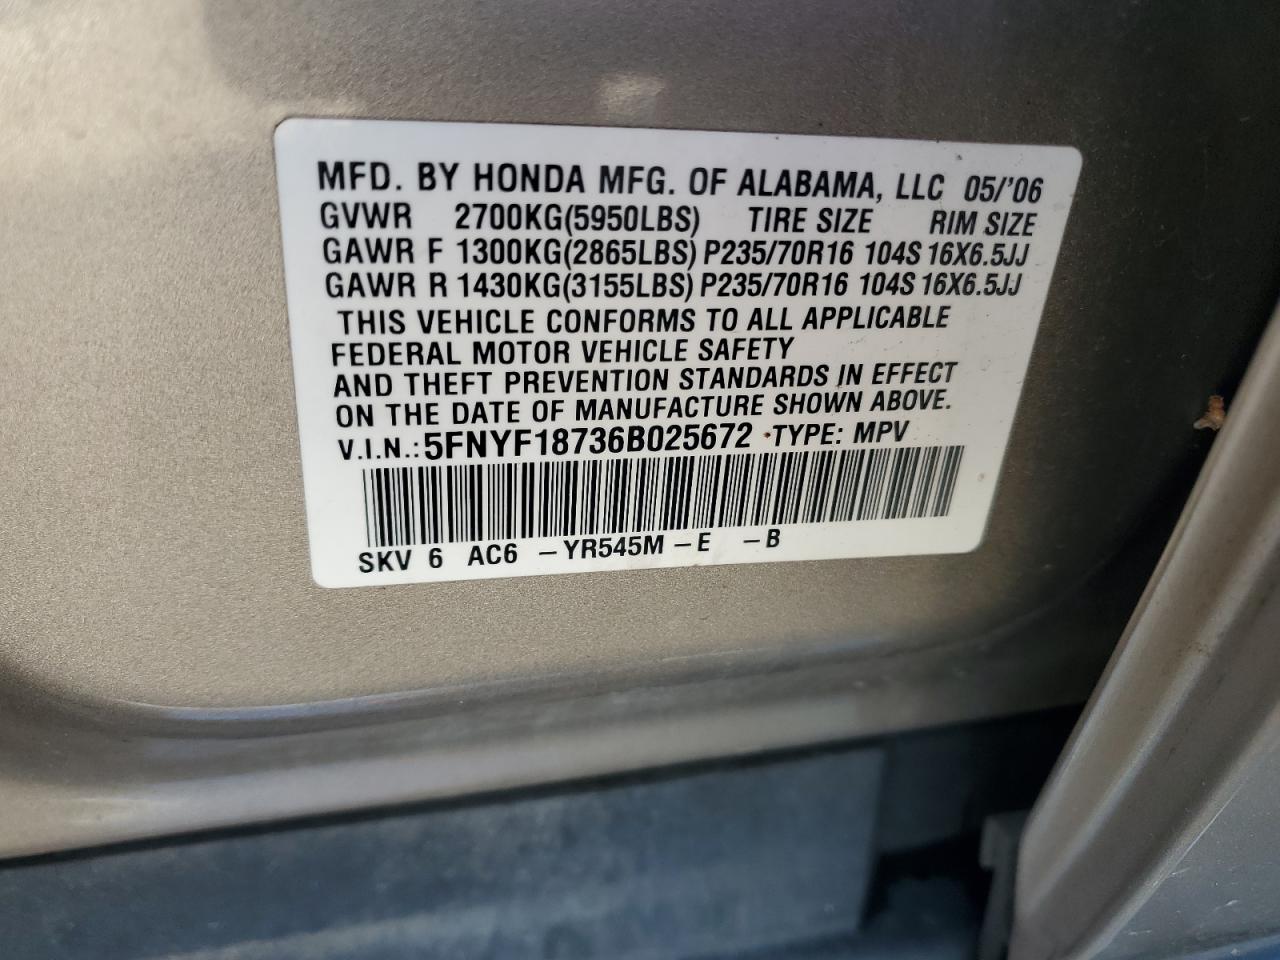 MFD. BY HONDA MFG. OF ALABAMA, LLC 05/'06
GVWR 2700KG(5950LBS) TIRE SIZE RIM SIZE
GAWR F 1300KG(2865LBS) P235/70R16 104S 16X6.5JJ
GAWR R 1430KG(3155LBS) P235/70R16 104S 16X6.5JJ
THIS VEHICLE CONFORMS TO ALL APPLICABLE
FEDERAL MOTOR VEHICLE SAFETY
AND THEFT PREVENTION STANDARDS IN EFFECT
ON THE DATE OF MANUFACTURE SHOWN ABOVE.
V.I.N.: 5FNYF18736B025672 TYPE: MPV
SKV 6 AC6 -YR545M -E -B